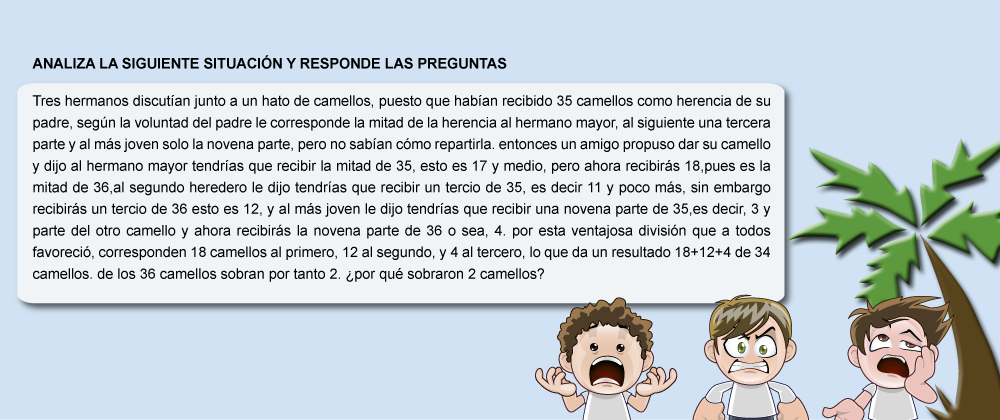 ANALIZA LA SIGUIENTE SITUACIÓN Y RESPONDE LAS PREGUNTAS
Tres hermanos discutían junto a un hato de camellos, puesto que habían recibido 35 camellos como herencia de su
padre, según la voluntad del padre le corresponde la mitad de la herencia al hermano mayor, al siguiente una tercera
parte y al más joven solo la novena parte, pero no sabían cómo repartirla. entonces un amigo propuso dar su camello
y dijo al hermano mayor tendrías que recibir la mitad de 35, esto es 17 y medio, pero ahora recibirás 18,pues es la
mitad de 36,al segundo heredero le dijo tendrías que recibir un tercio de 35, es decir 11 y poco más, sin embargo
recibirás un tercio de 36 esto es 12, y al más joven le dijo tendrías que recibir una novena parte de 35,es decir, 3 y
parte del otro camello y ahora recibirás la novena parte de 36 o sea, 4. por esta ventajosa división que a todos
favoreció, corresponden 18 camellos al primero, 12 al segundo, y 4 al tercero, lo que da un resultado 18+12+4 de 34
camellos. de los 36 camellos sobran por tanto 2. ¿por qué sobraron 2 camellos?